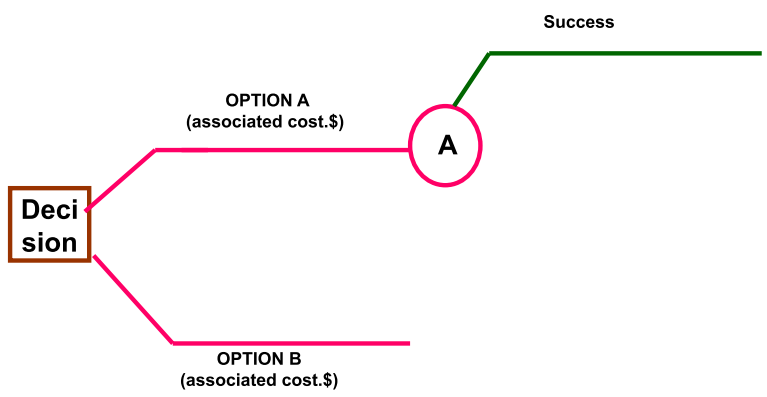 Success
OPTION A
(associated cost.$)
A
Deci
sion
OPTION B
(associated cost.$)